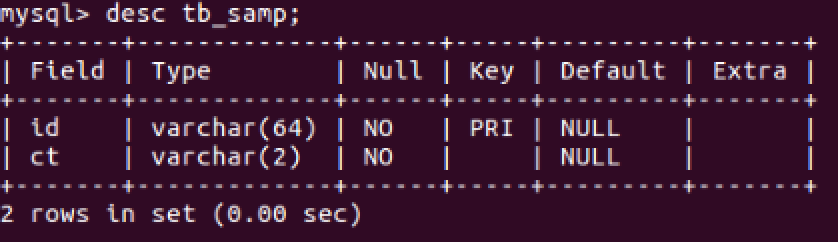 mysql> desc tb_samp;
+-------+-------------+------+-----+---------+-------+
| Field | Type        | Null | Key | Default | Extra |
+-------+-------------+------+-----+---------+-------+
| id    | varchar(64) | NO   | PRI | NULL    |       |
| ct    | varchar(2)  | NO   |     | NULL    |       |
+-------+-------------+------+-----+---------+-------+
2 rows in set (0.00 sec)